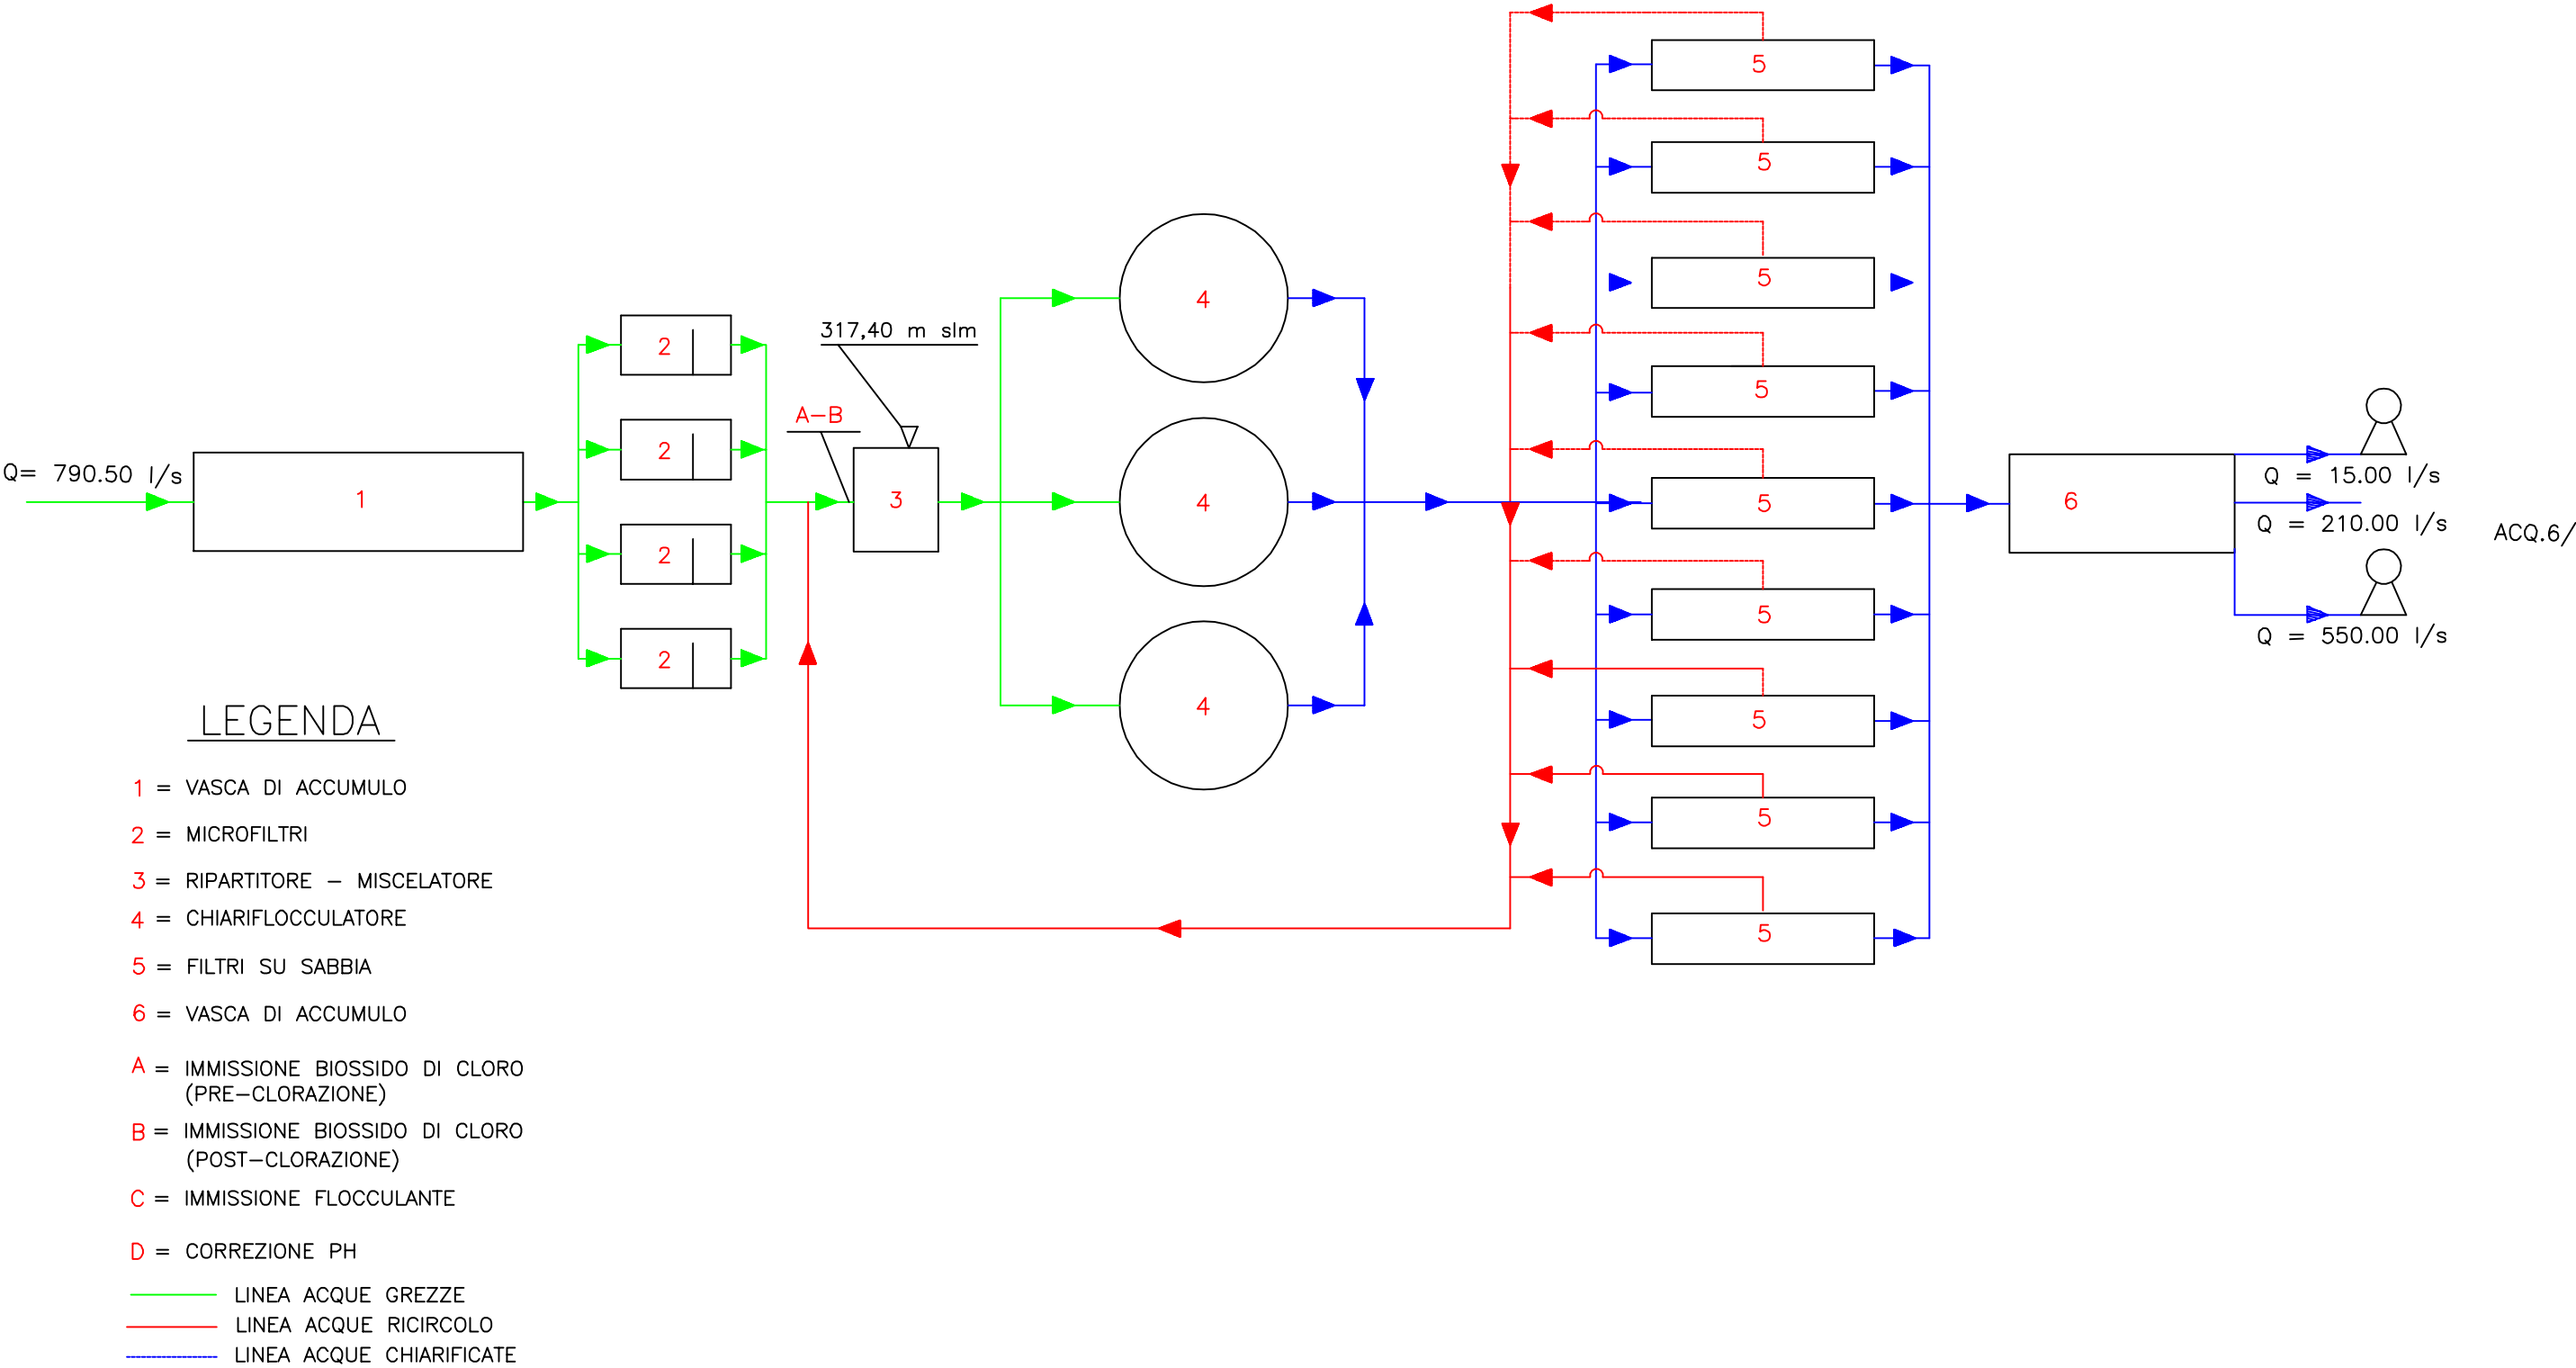 5
5
5
5
5
5
5
5
5
4
4
4
317,40 m slm
A-B
3
2
2
2
2
Q= 790.50 l/s
1
6
Q = 15.00 l/s
Q = 210.00 l/s
Q = 550.00 l/s
ACQ.6/
LEGENDA
1 = VASCA DI ACCUMULO
2 = MICROFILTRI
3 = RIPARTITORE - MISCELATORE
4 = CHIARIFLOCCULATORE
5 = FILTRI SU SABBIA
6 = VASCA DI ACCUMULO
A = IMMISSIONE BIOSSIDO DI CLORO
(PRE-CLORAZIONE)
B = IMMISSIONE BIOSSIDO DI CLORO
(POST-CLORAZIONE)
C = IMMISSIONE FLOCCULANTE
D = CORREZIONE PH
LINEA ACQUE GREZZE
LINEA ACQUE RICIRCOLO
LINEA ACQUE CHIARIFICATE